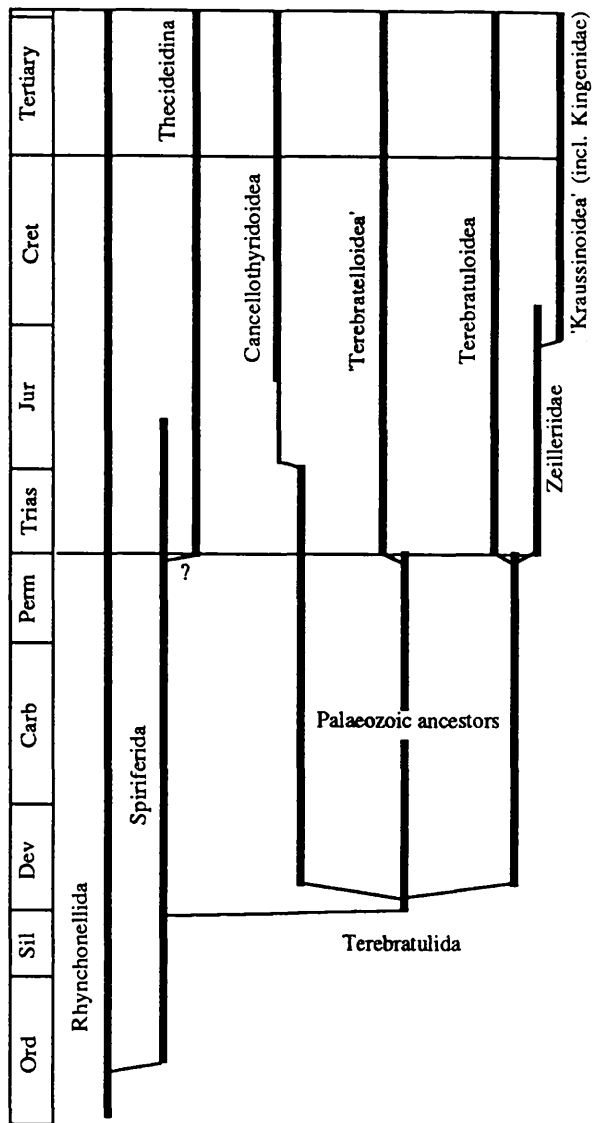 Tertiary
Cret
Jur
Trias
Perm
Carb
Dev
Sil
Ord
Rhynchonellida
Spiriferida
Thecideidina
?
Cancellothyridoidea
'Terebratelloidea'
Terebratuloidea
Zeilleriidae
'Kraussinoidea' (incl. Kingenidae)
Palaeozoic ancestors
Terebratulida